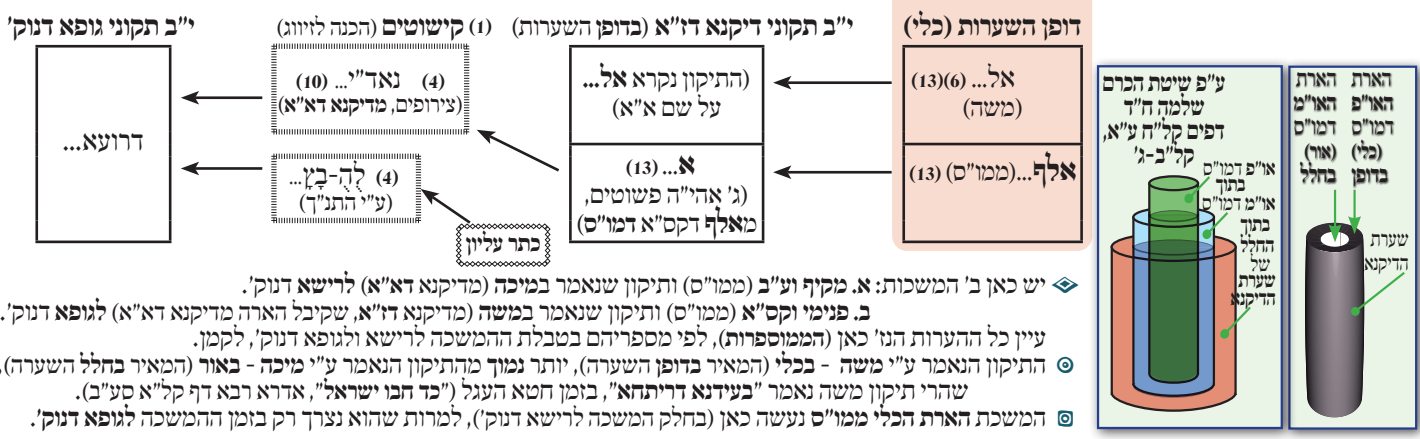 הארת האו"פ דמו"ס (כלי) בדופן
הארת האו"מ דמו"ס (אור) בחלל
שערת
הדיקנא
ע"פ שיטת הכרם
שלמה ח"ד
דפים קל"ח ע"א,
קל"ב-ג'
או"פ דמו"ס
בתוך
או"מ דמו"ס
בתוך
החלל
של
שערת
הדיקנא
דופן השערות (כלי)
אל... (6)(13)
(משה)
אלף...(ממו"ס) (13)
י"ב תקוני דיקנא דז"א (בדופן השערות)
(התיקון נקרא אל...
על שם א"א)
א... (13)
(ג' אהי"ה פשוטים,
מאלף דקס"א דמו"ס)
(1) קישוטים (הכנה לזיווג)
(4) נאד"י... (10)
(צירופים, מדיקנא דא"א)
(4) לֻהֻ-בָצָ...
(ע"י התנ"ך)
כתר עליון
י"ב תקוני גופא דנוק'
דרועא...
יש כאן ב' המשכות: א. מקיף וע"ב (ממו"ס) ותיקון שנאמר במיכה (מדיקנא דא"א) לרישא דנוק'.
ב. פנימי וקס"א (ממו"ס) ותיקון שנאמר במשה (מדיקנא דז"א, שקיבל הארה מדיקנא דא"א) לגופא דנוק'.
עיין כל ההערות הנז' כאן (הממוספרות), לפי מספריהם בטבלת ההמשכה לרישא ולגופא דנוק', לקמן.
התיקון הנאמר ע"י משה - בכלי (המאיר בדופן השערה), יותר נמוך מהתיקון הנאמר ע"י מיכה - באור (המאיר בחלל השערה),
שהרי תיקון משה נאמר "בעידנא דריתחא", בזמן חטא העגל ("כד חבו ישראל", אדרא רבא דף קל"א סע"ב).
המשכת הארת הכלי ממו"ס נעשה כאן (בחלק המשכה לרישא דנוק'), למרות שהוא נצרך רק בזמן ההמשכה לגופא דנוק'.